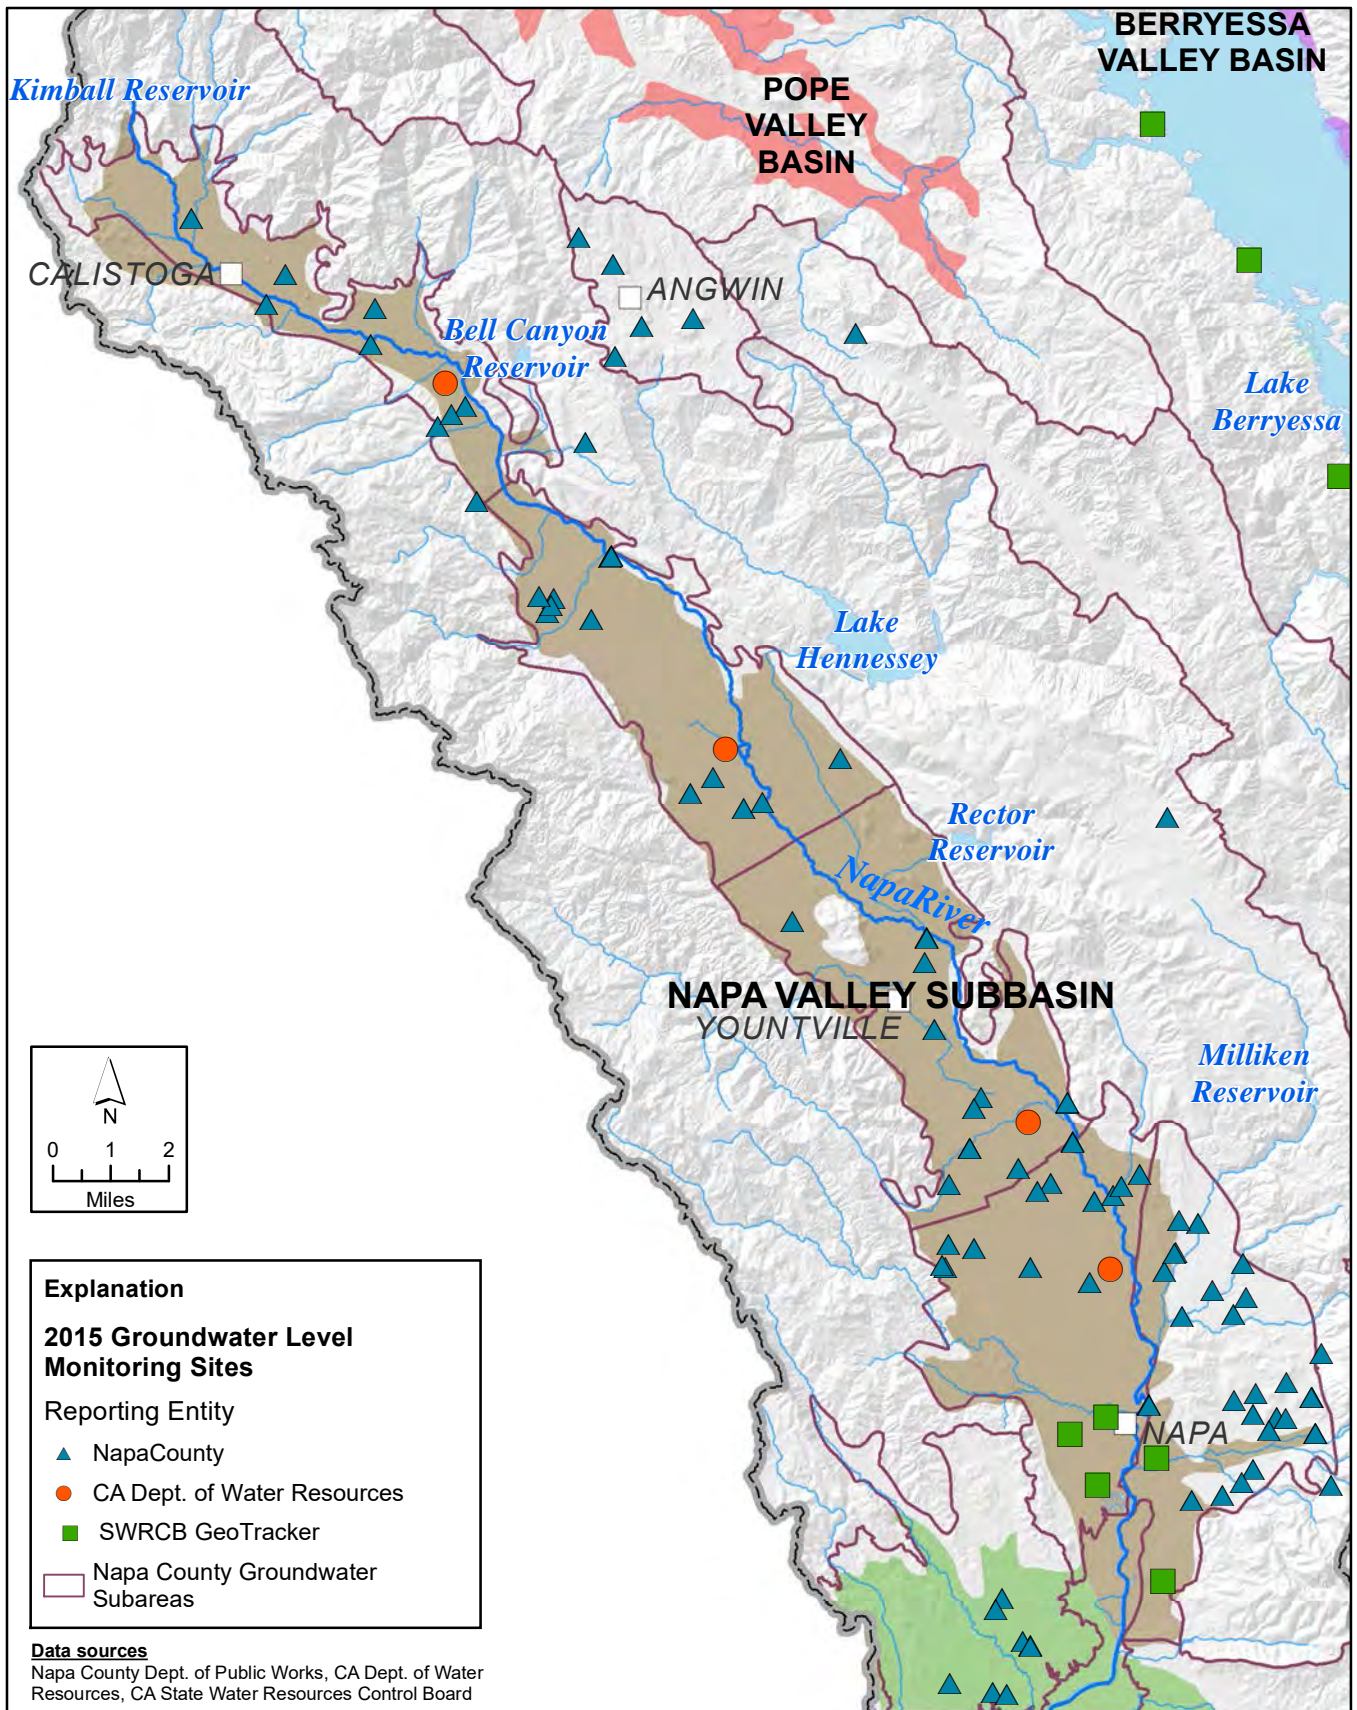 BERRYESSA
VALLEY BASIN
Kimball Reservoir
POPE
VALLEY
BASIN
CALISTOGA
ANGWIN
Bell Canyon
Reservoir
Lake
Berryessa
Lake
Hennessey
Rector
Reservoir
NapaRiver
NAPA VALLEY SUBBASIN
YOUNTVILLE
Milliken
Reservoir
N
0 1 2
Miles
NAPA
Explanation
2015 Groundwater Level
Monitoring Sites
Reporting Entity
NapaCounty
CA Dept. of Water Resources
SWRCB GeoTracker
Napa County Groundwater
Subareas
Data sources
Napa County Dept. of Public Works, CA Dept. of Water
Resources, CA State Water Resources Control Board